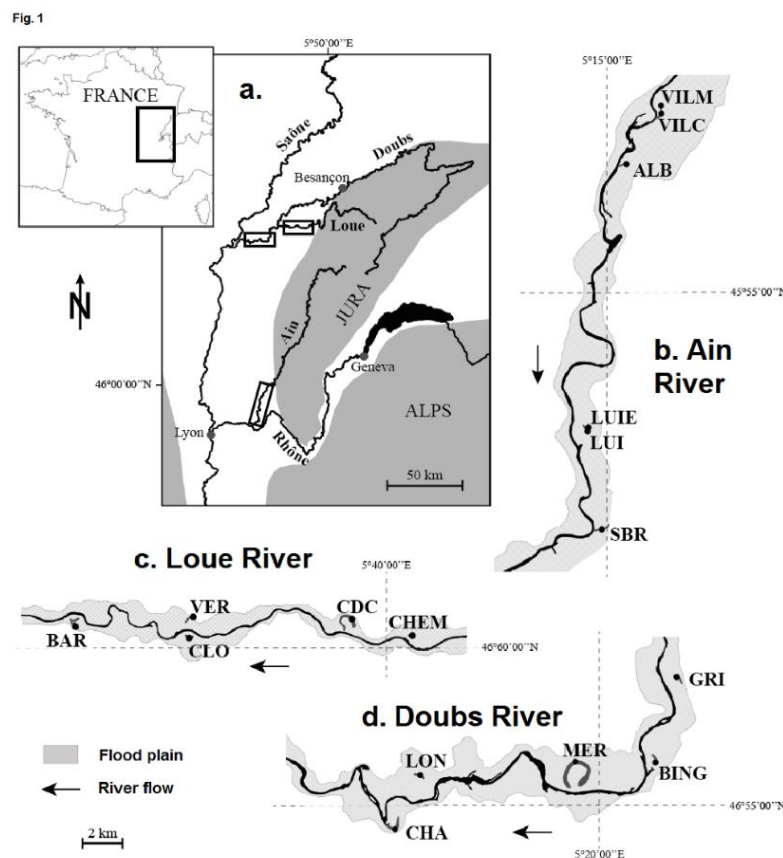 Fig. 1
5°50'00''E
FRANCE
a.
Saône
Doubs
Besançon
Loue
N
JURA
Ain
Geneva
46°00'00''N
ALPS
Lyon
Rhône
50 km
5°15'00''E
VILM
VILC
ALB
45°55'00''N
b. Ain
River
LUIE
LUI
SBR
c. Loue River
5°40'00''E
VER
CDC
CHEM
BAR
CLO
46°60'00''N
GRI
d. Doubs River
MER
LON
BING
46°55'00''N
CHA
5°20'00''E
Flood plain
River flow
2 km